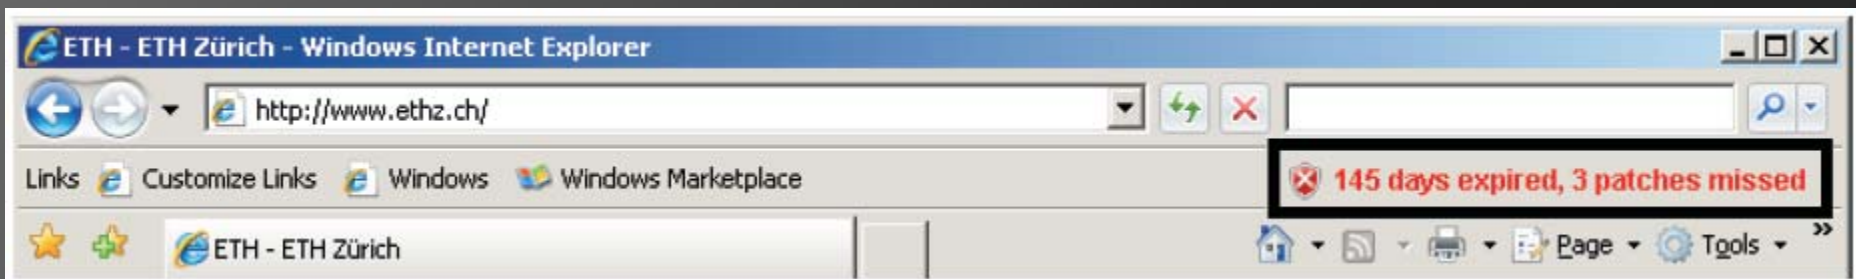 ETH - ETH Zürich - Windows Internet Explorer
http://www.ethz.ch/
Links Customize Links Windows Windows Marketplace
145 days expired, 3 patches missed
ETH - ETH Zürich
Page Tools »